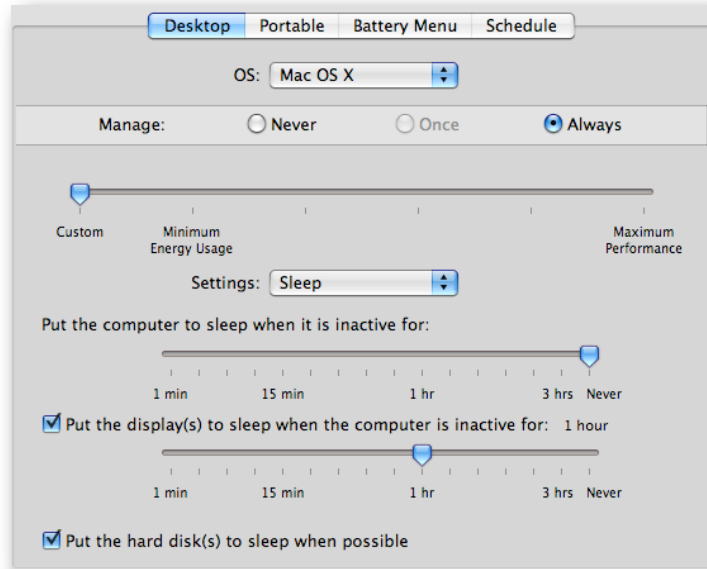 Desktop Portable Battery Menu Schedule
OS: Mac OS X
Manage: Never Once Always
Custom Minimum Energy Usage Maximum Performance
Settings: Sleep
Put the computer to sleep when it is inactive for:
1 min 15 min 1 hr 3 hrs Never
Put the display(s) to sleep when the computer is inactive for: 1 hour
1 min 15 min 1 hr 3 hrs Never
Put the hard disk(s) to sleep when possible